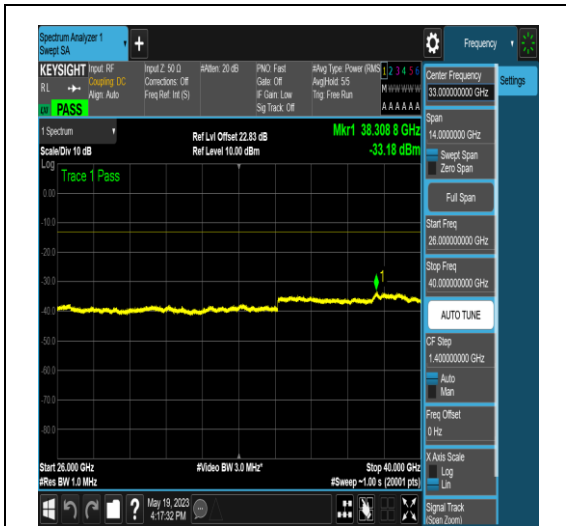 Spectrum Analyzer 1
Swept SA
+
Frequency
KEYSIGHT
RL
PASS
Input: RF
Coupling: DC
Align: Auto
Input Z: 50 Ω
Corrections: Off
Freq Ref: Int (S)
#Atten: 20 dB
PNO: Fast
Gate: Off
IF Gain: Low
Sig Track: Off
#Avg Type: Power (RMS
Avg|Hold: 5/5
Trig: Free Run
1 2 3 4 5 6
M W W W W W
A A A A A A
1 Spectrum
Scale/Div 10 dB
Ref Lvl Offset 22.83 dB
Ref Level 10.00 dBm
Mkr1 38.308 8 GHz
-33.18 dBm
Log
Trace 1 Pass
0.00
-10.0
-20.0
-30.0
-40.0
-50.0
-60.0
-70.0
-80.0
1
Start 26.000 GHz
#Res BW 1.0 MHz
#Video BW 3.0 MHz*
Stop 40.000 GHz
#Sweep ~1.00 s (20001 pts)
May 19, 2023
4:17:32 PM
Center Frequency
33.000000000 GHz
Settings
Span
14.0000000 GHz
Swept Span
Zero Span
Full Span
Start Freq
26.000000000 GHz
Stop Freq
40.000000000 GHz
AUTO TUNE
CF Step
1.400000000 GHz
Auto
Man
Freq Offset
0 Hz
X Axis Scale
Log
Lin
Signal Track
(Span Zoom)